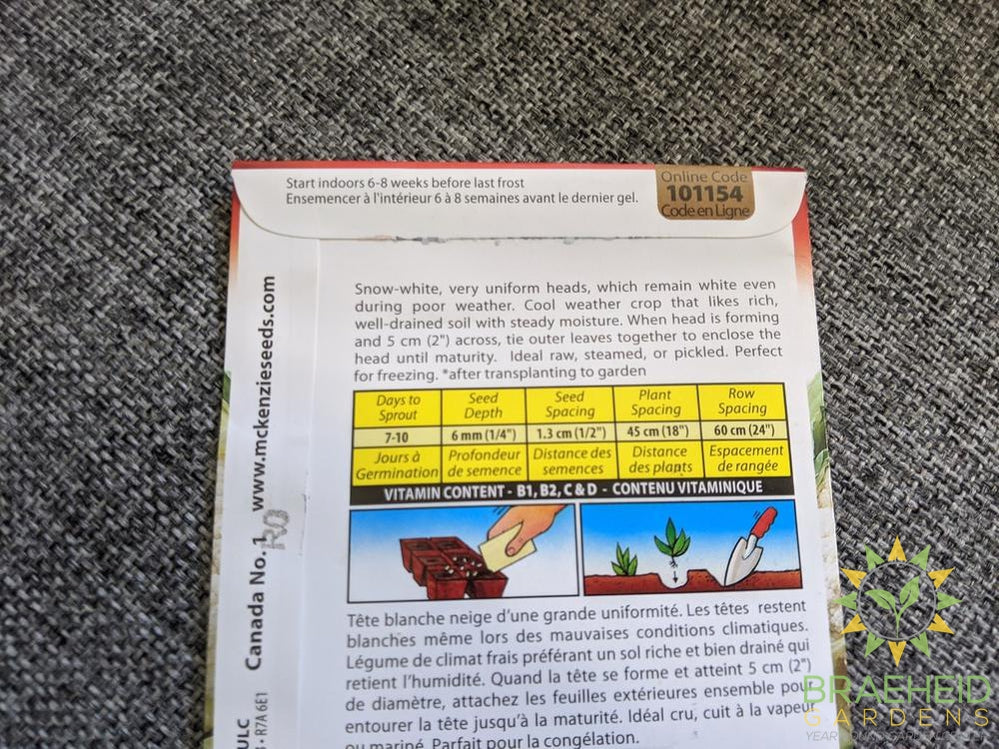 Start indoors 6-8 weeks before last frost
Ensemencer à l'intérieur 6 à 8 semaines avant le dernier gel.
Online Code
101154
Code en Ligne
Snow-white, very uniform heads, which remain white even
during poor weather. Cool weather crop that likes rich,
well-drained soil with steady moisture. When head is forming
and 5 cm (2") across, tie outer leaves together to enclose the
head until maturity. Ideal raw, steamed, or pickled. Perfect
for freezing. *after transplanting to garden
Days to Sprout
Seed Depth
Seed Spacing
Plant Spacing
Row Spacing
7-10
6 mm (1/4")
1.3 cm (1/2")
45 cm (18")
60 cm (24")
Jours à Germination
Profondeur de semence
Distance des semences
Distance des plants
Espacement de rangée
VITAMIN CONTENT - B1, B2, C & D - CONTENU VITAMINIQUE
Tête blanche neige d'une grande uniformité. Les têtes restent
blanches même lors des mauvaises conditions climatiques.
Légume de climat frais préférant un sol riche et bien drainé qui
retient l'humidité. Quand la tête se forme et atteint 5 cm (2")
de diamètre, attachez les feuilles extérieures ensemble pour
entourer la tête jusqu'à la maturité. Idéal cru, cuit à la vapeur
ou mariné. Parfait pour la congélation.
Canada No. 1 www.mckenzieseeds.com
R7A 6E1
BRAEHEID
GARDENS
YEAR ROUND GARDEN CENTER